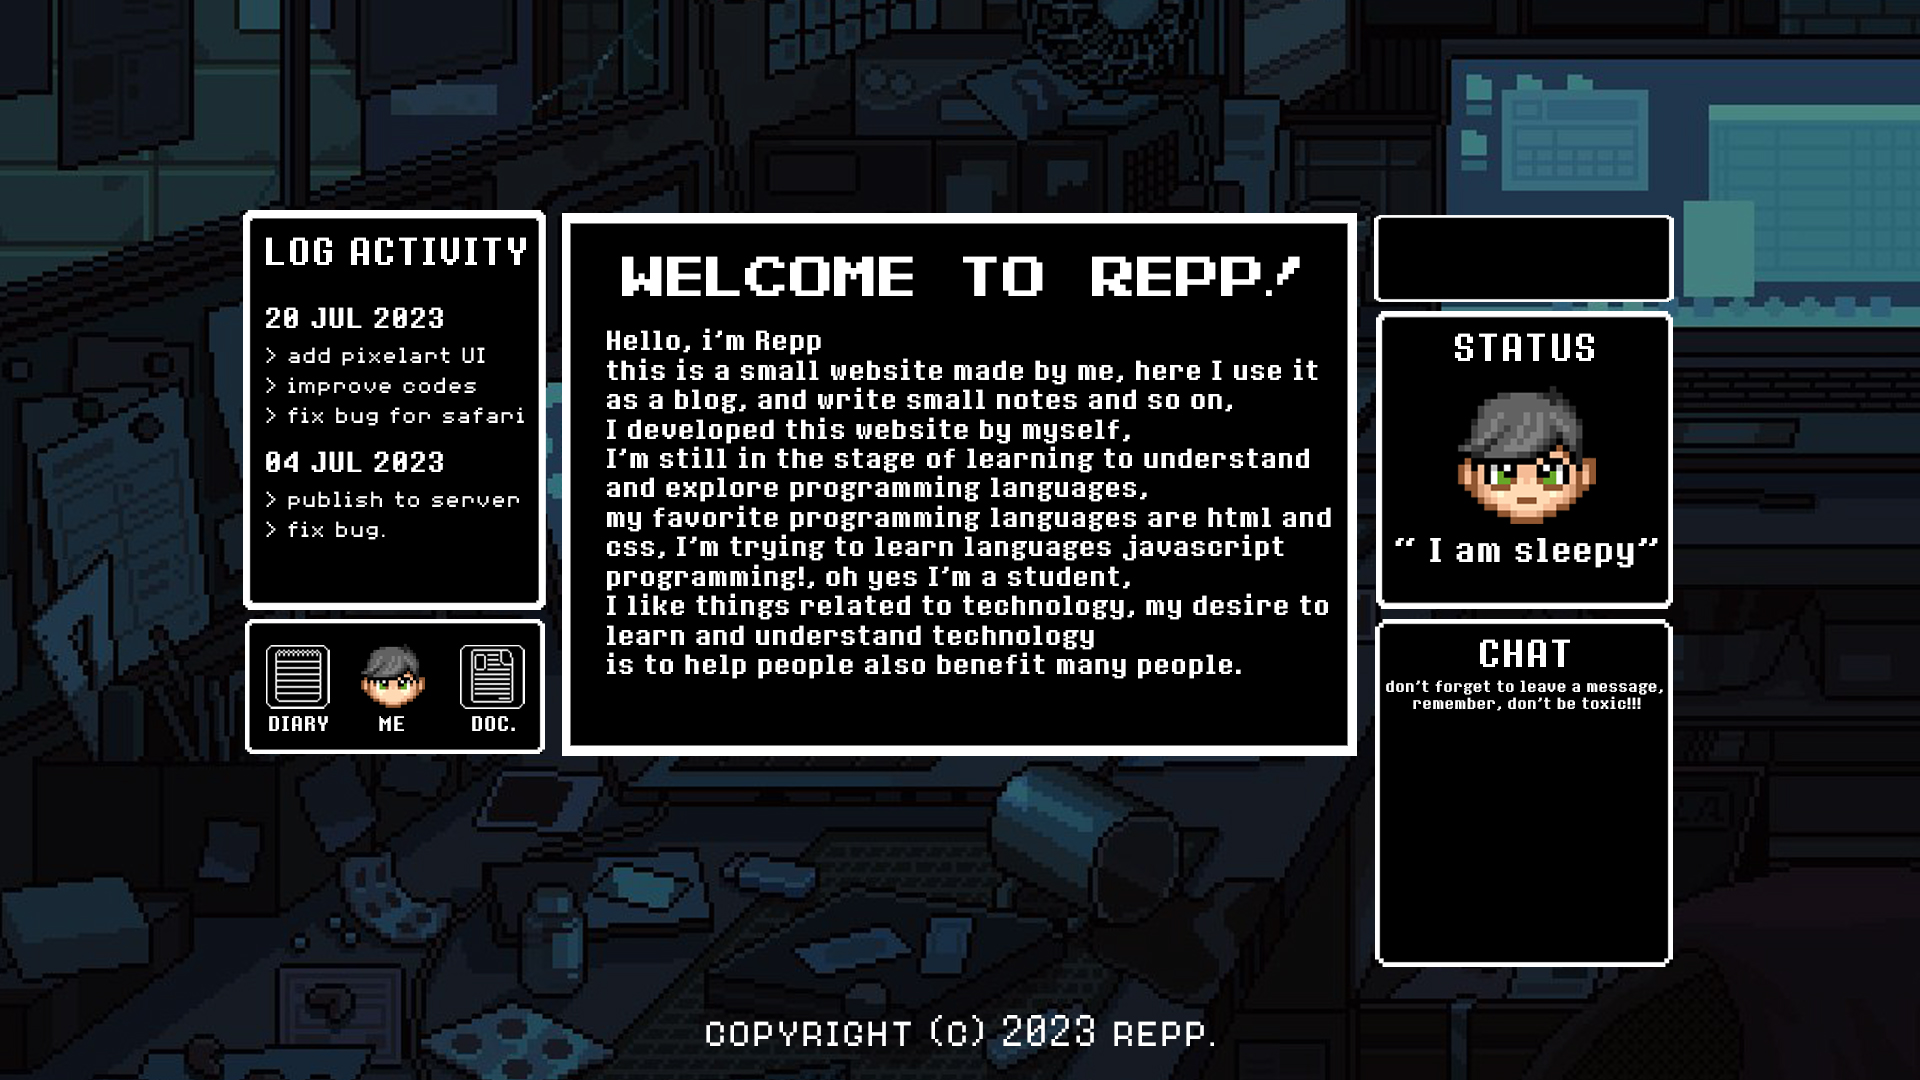 LOG ACTIVITY
20 JUL 2023
> add pixelart UI
> improve codes
> fix bug for safari
04 JUL 2023
> publish to server
> fix bug.
DIARY
ME
DOC.
WELCOME TO REPP!
Hello, i'm Repp
this is a small website made by me, here I use it
as a blog, and write small notes and so on,
I developed this website by myself,
I'm still in the stage of learning to understand
and explore programming languages,
my favorite programming languages are html and
css, I'm trying to learn languages javascript
programming!, oh yes I'm a student,
I like things related to technology, my desire to
learn and understand technology
is to help people also benefit many people.
STATUS
“ I am sleepy”
CHAT
don't forget to leave a message,
remember, don't be toxic!!!
COPYRIGHT (C) 2023 REPP.